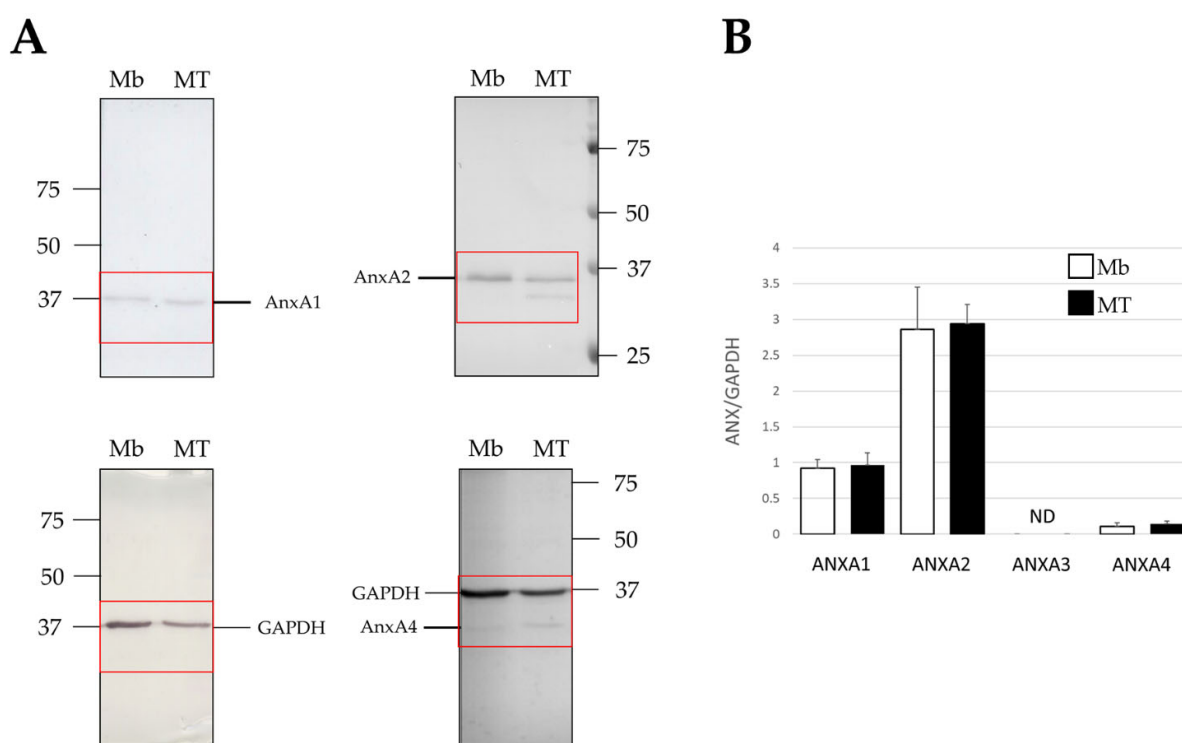 A
Mb MT
75
50
37
AnxA1
Mb MT
75
50
37
25
AnxA2
Mb MT
75
50
37
GAPDH
Mb MT
75
50
37
GAPDH
AnxA4
B
Mb
MT
ANX/GAPDH
4
3.5
3
2.5
2
1.5
1
0.5
0
ND
ANXA1 ANXA2 ANXA3 ANXA4